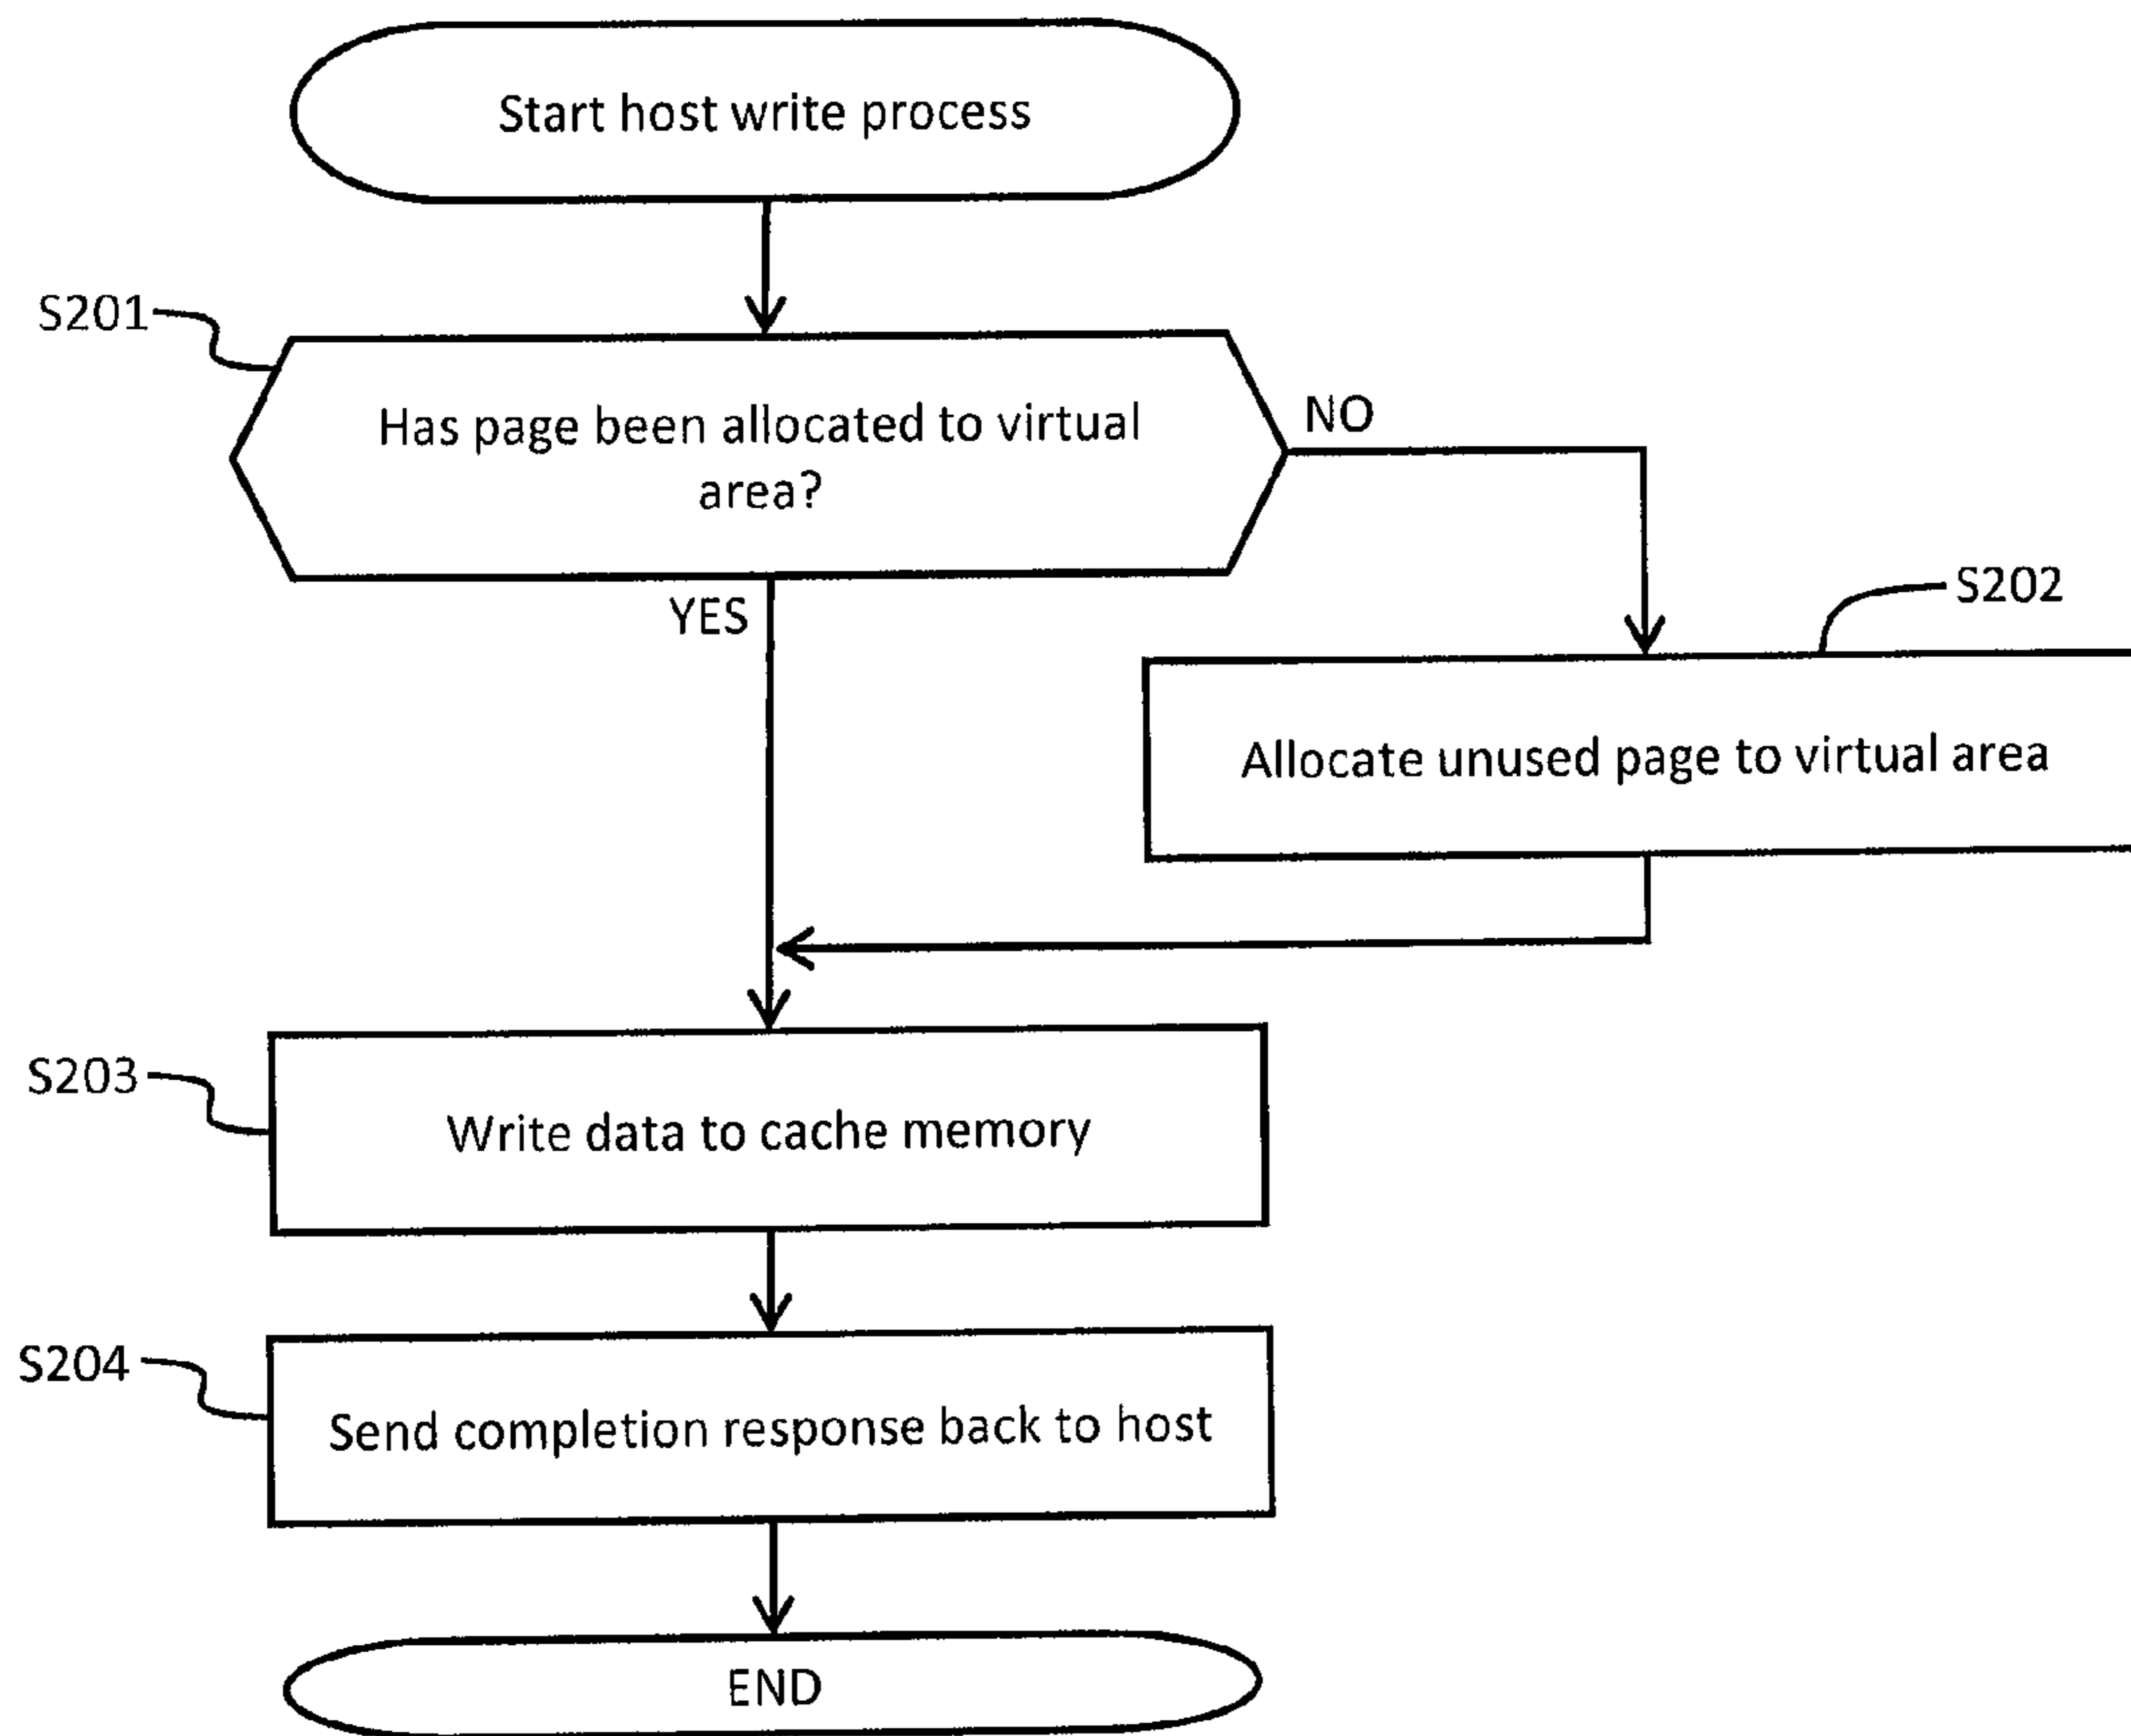 Start host write process
S201
Has page been allocated to virtual
area?
NO
YES
S202
Allocate unused page to virtual area
S203
Write data to cache memory
S204
Send completion response back to host
END